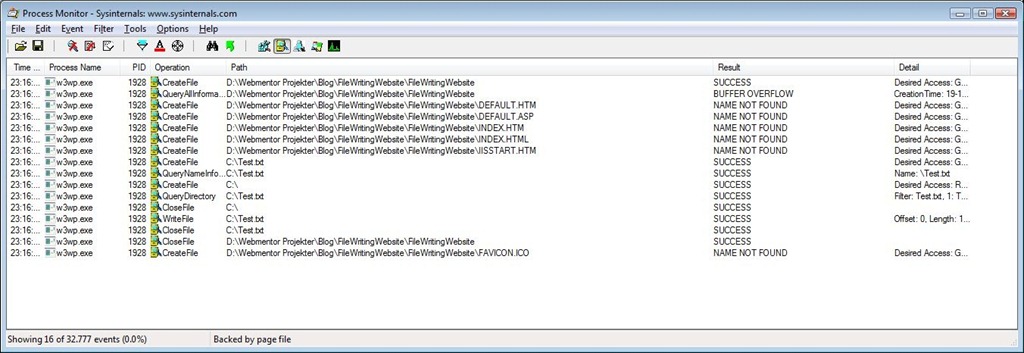 Process Monitor - Sysinternals: www.sysinternals.com
File Edit Event Filter Tools Options Help
Time ... Process Name PID Operation Path Result Detail
23:16:... w3wp.exe 1928 CreateFile D:\Webmentor Projekter\Blog\FileWritingWebsite\FileWritingWebsite SUCCESS Desired Access: G...
23:16:... w3wp.exe 1928 QueryAllInforma... D:\Webmentor Projekter\Blog\FileWritingWebsite\FileWritingWebsite BUFFER OVERFLOW CreationTime: 19-1...
23:16:... w3wp.exe 1928 CreateFile D:\Webmentor Projekter\Blog\FileWritingWebsite\FileWritingWebsite\DEFAULT.HTM NAME NOT FOUND Desired Access: G...
23:16:... w3wp.exe 1928 CreateFile D:\Webmentor Projekter\Blog\FileWritingWebsite\FileWritingWebsite\DEFAULT.ASP NAME NOT FOUND Desired Access: G...
23:16:... w3wp.exe 1928 CreateFile D:\Webmentor Projekter\Blog\FileWritingWebsite\FileWritingWebsite\INDEX.HTM NAME NOT FOUND Desired Access: G...
23:16:... w3wp.exe 1928 CreateFile D:\Webmentor Projekter\Blog\FileWritingWebsite\FileWritingWebsite\INDEX.HTML NAME NOT FOUND Desired Access: G...
23:16:... w3wp.exe 1928 CreateFile D:\Webmentor Projekter\Blog\FileWritingWebsite\FileWritingWebsite\IISSTART.HTM NAME NOT FOUND Desired Access: G...
23:16:... w3wp.exe 1928 CreateFile C:\Test.txt SUCCESS Desired Access: G...
23:16:... w3wp.exe 1928 QueryNameInfo... C:\Test.txt SUCCESS Name: \Test.txt
23:16:... w3wp.exe 1928 CreateFile C:\ SUCCESS Desired Access: R...
23:16:... w3wp.exe 1928 QueryDirectory C:\Test.txt SUCCESS Filter: Test.txt, 1: T...
23:16:... w3wp.exe 1928 CloseFile C:\ SUCCESS
23:16:... w3wp.exe 1928 WriteFile C:\Test.txt SUCCESS Offset: 0, Length: 1...
23:16:... w3wp.exe 1928 CloseFile C:\Test.txt SUCCESS
23:16:... w3wp.exe 1928 CloseFile D:\Webmentor Projekter\Blog\FileWritingWebsite\FileWritingWebsite SUCCESS
23:16:... w3wp.exe 1928 CreateFile D:\Webmentor Projekter\Blog\FileWritingWebsite\FileWritingWebsite\FAVICON.ICO NAME NOT FOUND Desired Access: G...
Showing 16 of 32.777 events (0.0%) Backed by page file